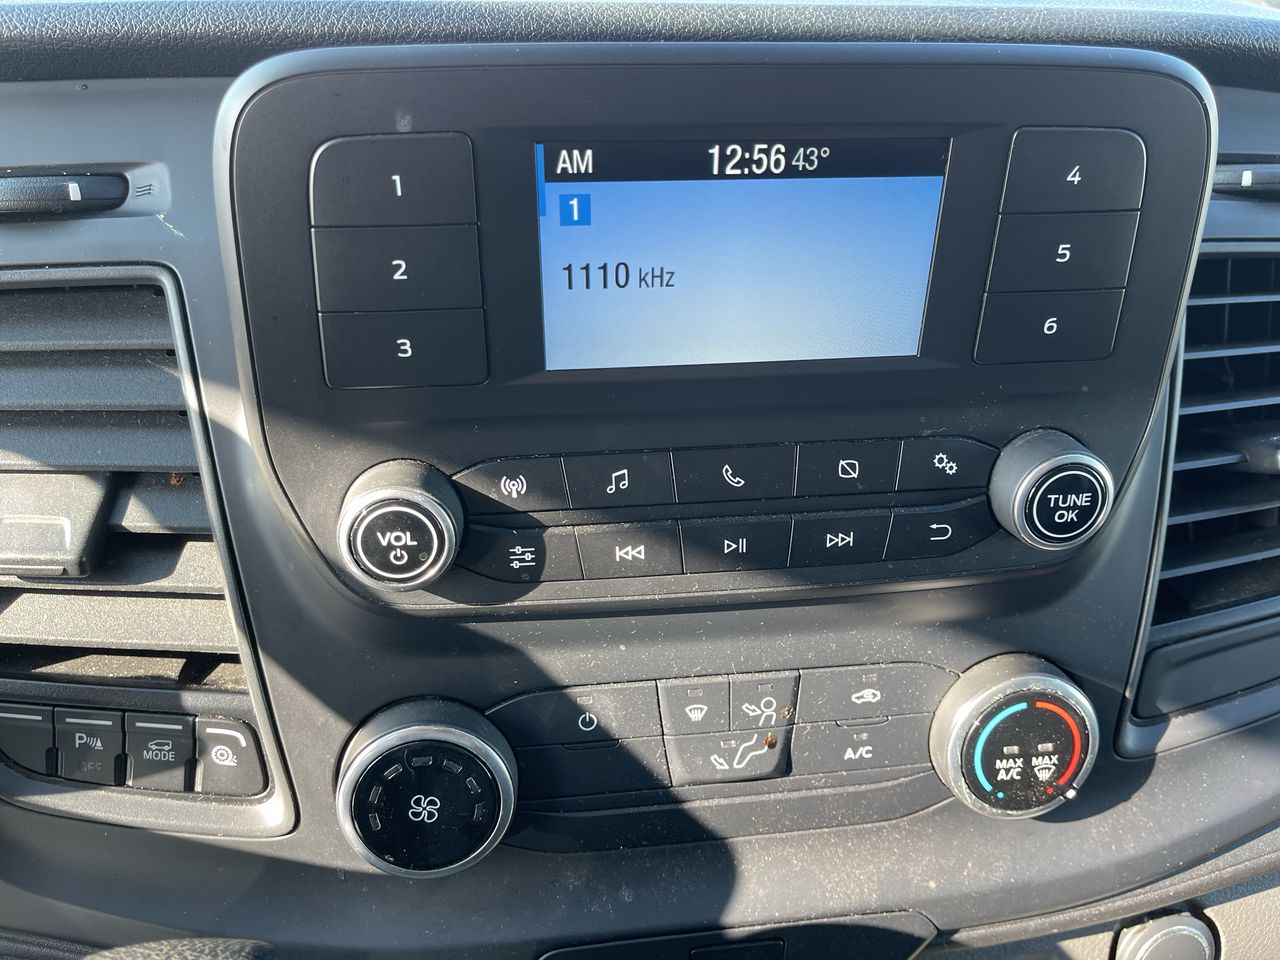 AM 12:56 43°
1
1110 kHz
1
2
3
4
5
6
VOL
TUNE
OK
P
OFF
MODE
A/C
MAX
A/C
MAX